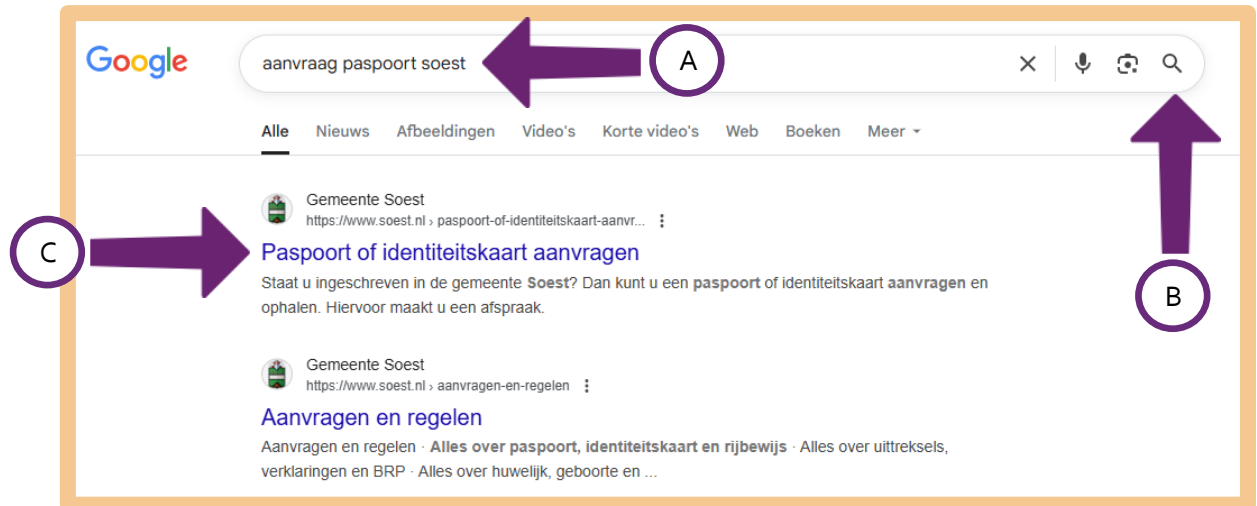 Google
aanvraag paspoort soest
A
Alle Nieuws Afbeeldingen Video's Korte video's Web Boeken Meer
Gemeente Soest
https://www.soest.nl › paspoort-of-identiteitskaart-aanvr...
C
Paspoort of identiteitskaart aanvragen
Staat u ingeschreven in de gemeente Soest? Dan kunt u een paspoort of identiteitskaart aanvragen en
ophalen. Hiervoor maakt u een afspraak.
B
Gemeente Soest
https://www.soest.nl › aanvragen-en-regelen
Aanvragen en regelen
Aanvragen en regelen · Alles over paspoort, identiteitskaart en rijbewijs · Alles over uittreksels,
verklaringen en BRP · Alles over huwelijk, geboorte en ...